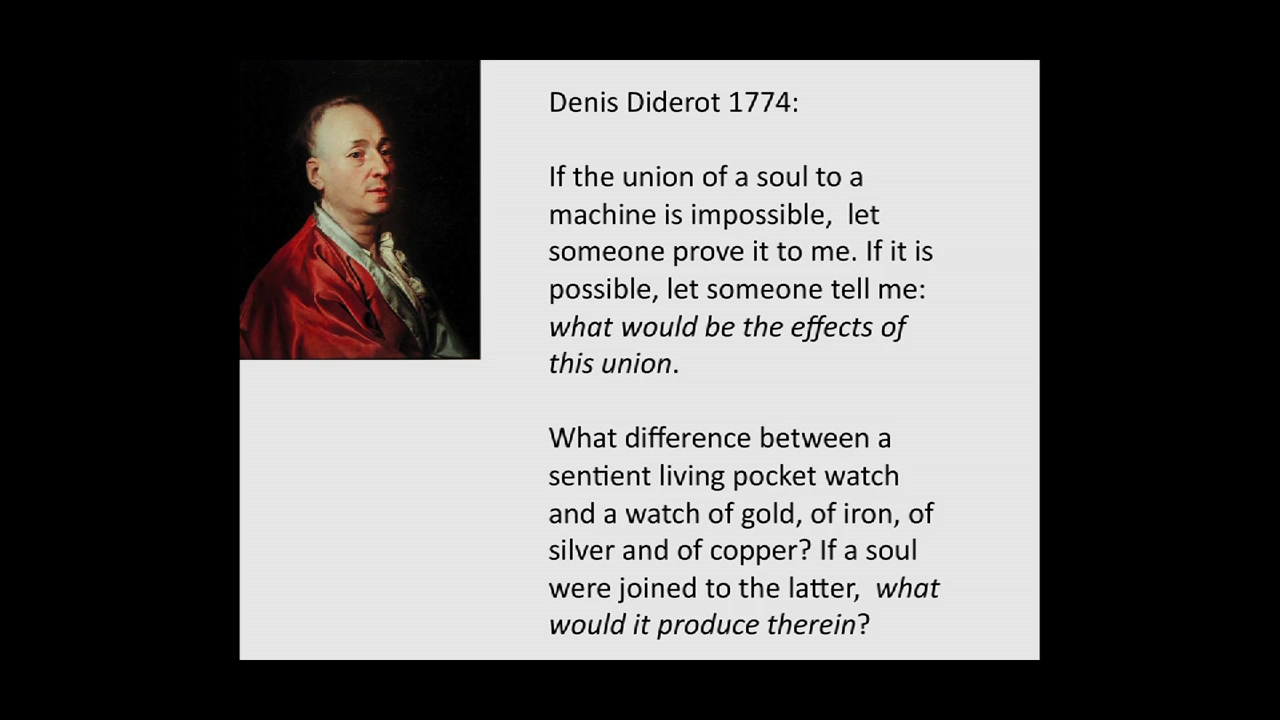 Denis Diderot 1774:
If the union of a soul to a
machine is impossible,  let
someone prove it to me. If it is
possible, let someone tell me:
what would be the effects of
this union.
What difference between a
sentient living pocket watch
and a watch of gold, of iron, of
silver and of copper? If a soul
were joined to the latter,  what
would it produce therein?